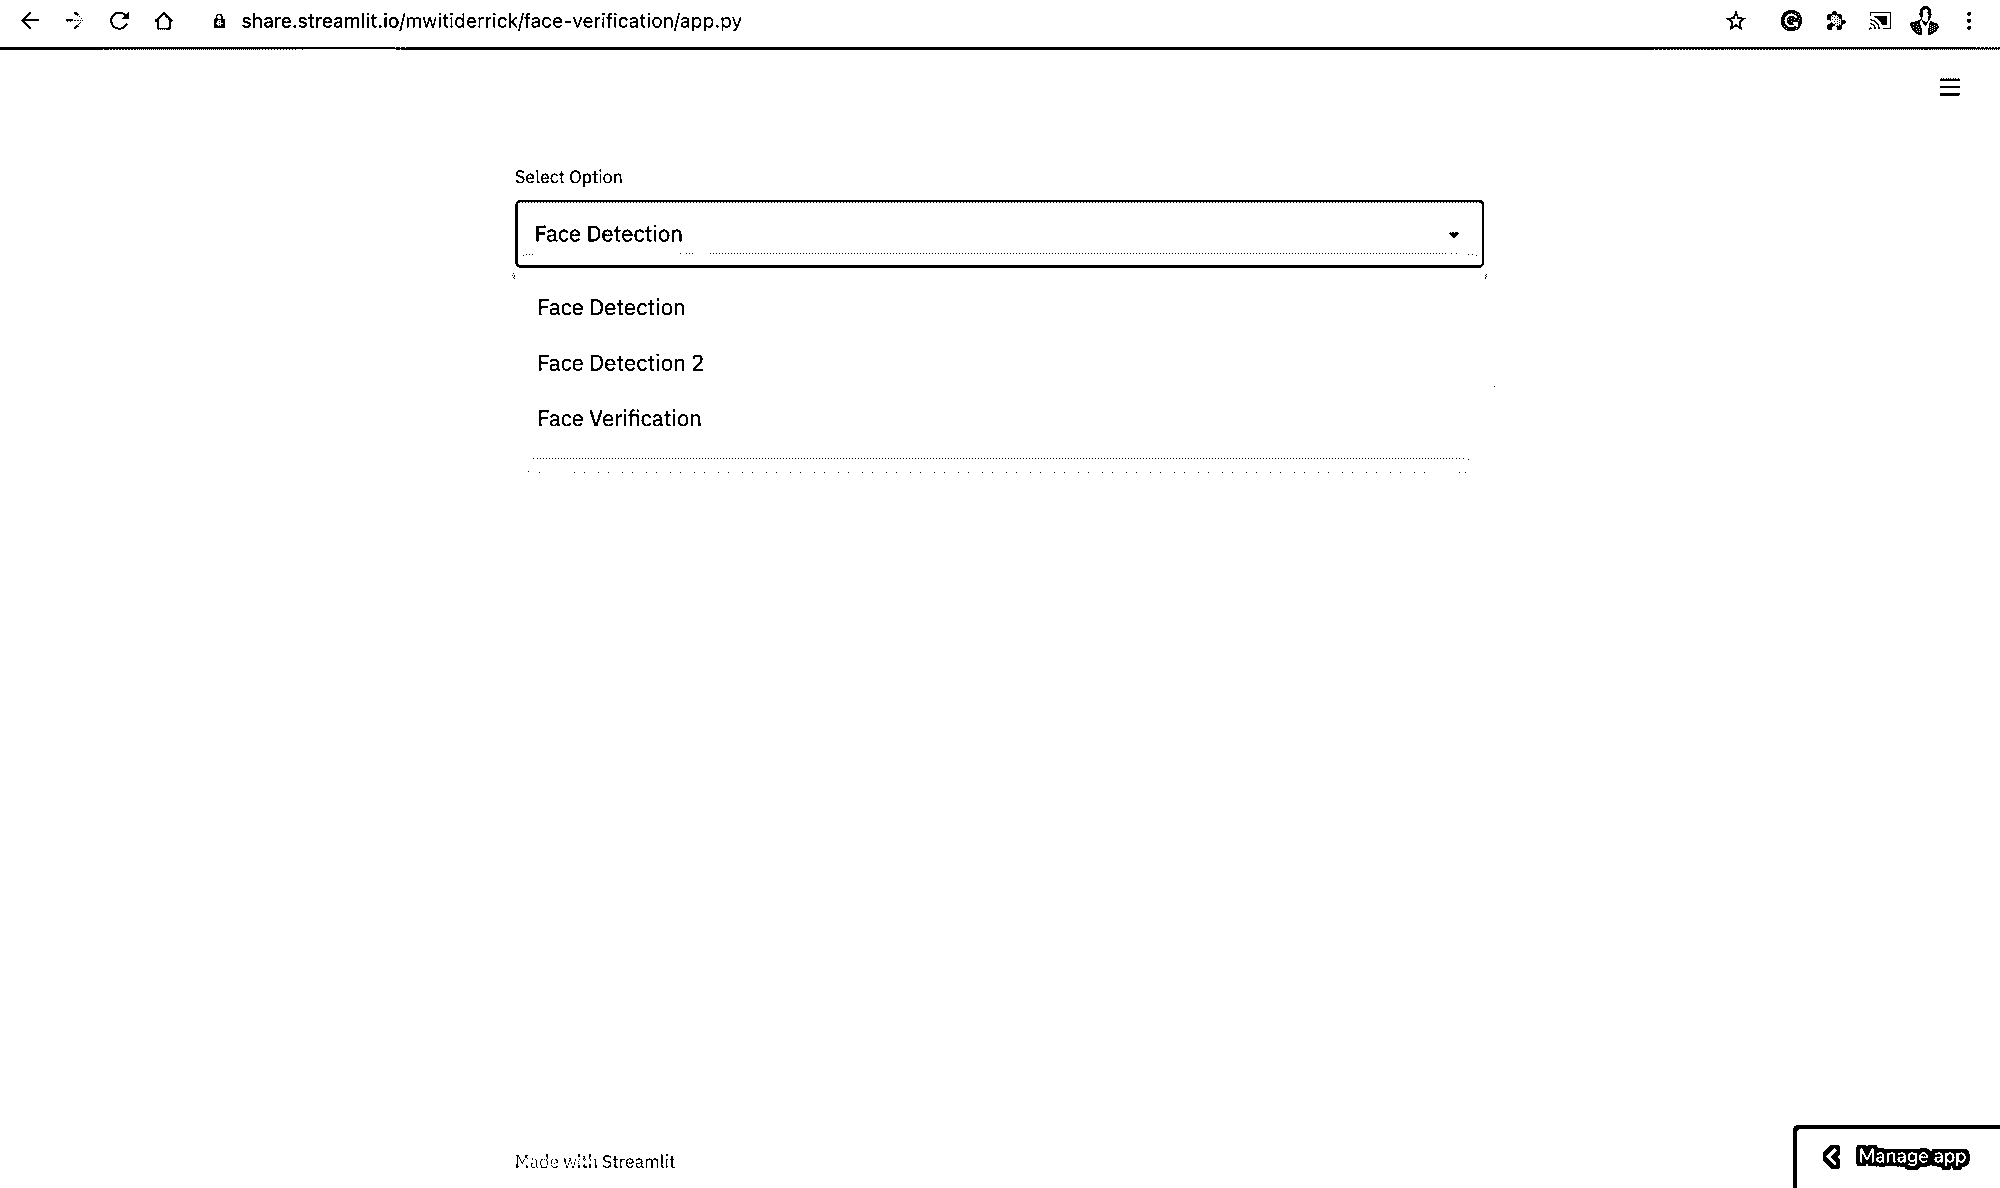 share.streamlit.io/mwitiderrick/face-verification/app.py
Select Option
Face Detection
Face Detection
Face Detection 2
Face Verification
Made with Streamlit
Manage app